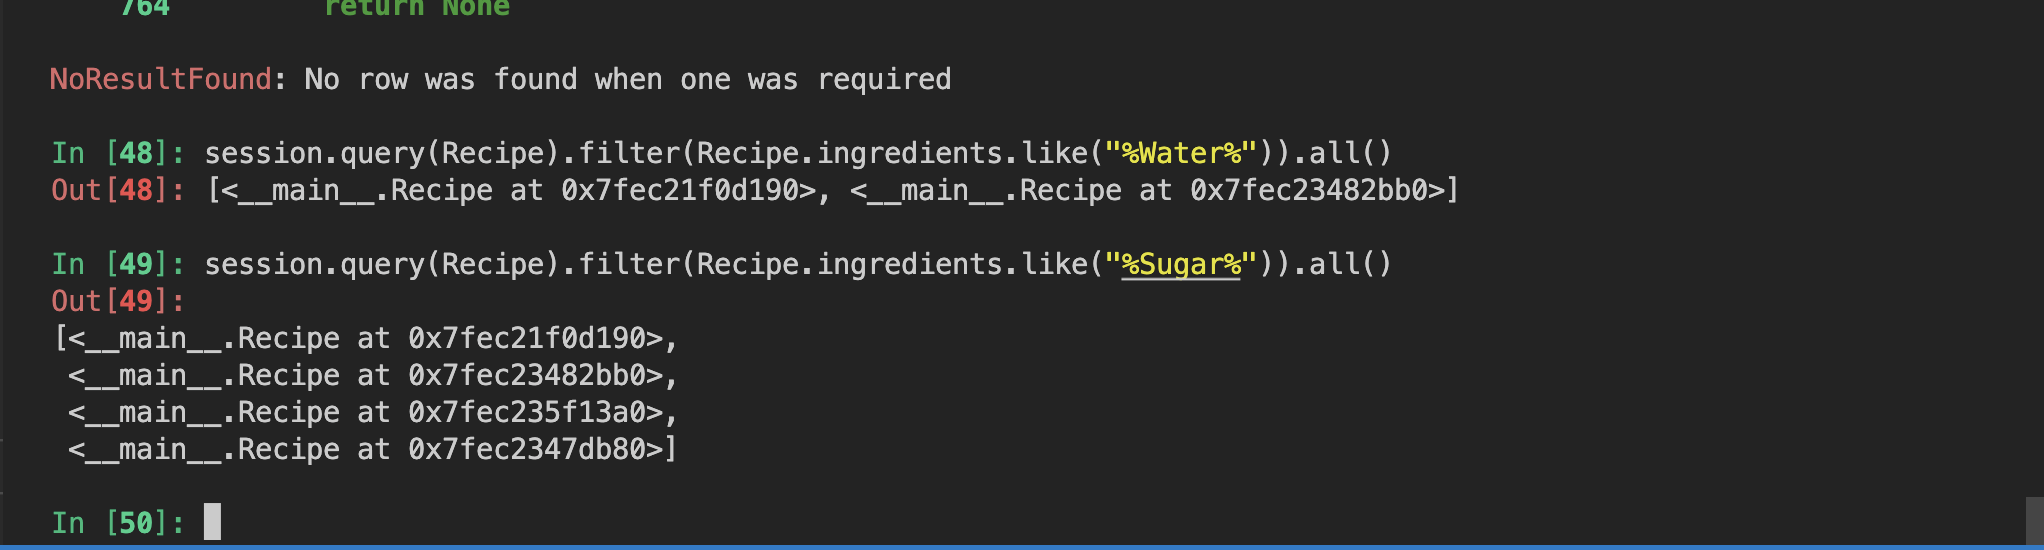 764 return None
NoResultFound: No row was found when one was required
In [48]: session.query(Recipe).filter(Recipe.ingredients.like("%Water%")).all()
Out[48]: [<__main__.Recipe at 0x7fec21f0d190>, <__main__.Recipe at 0x7fec23482bb0>]
In [49]: session.query(Recipe).filter(Recipe.ingredients.like("%Sugar%")).all()
Out[49]:
[<__main__.Recipe at 0x7fec21f0d190>,
<__main__.Recipe at 0x7fec23482bb0>,
<__main__.Recipe at 0x7fec235f13a0>,
<__main__.Recipe at 0x7fec2347db80>]
In [50]: